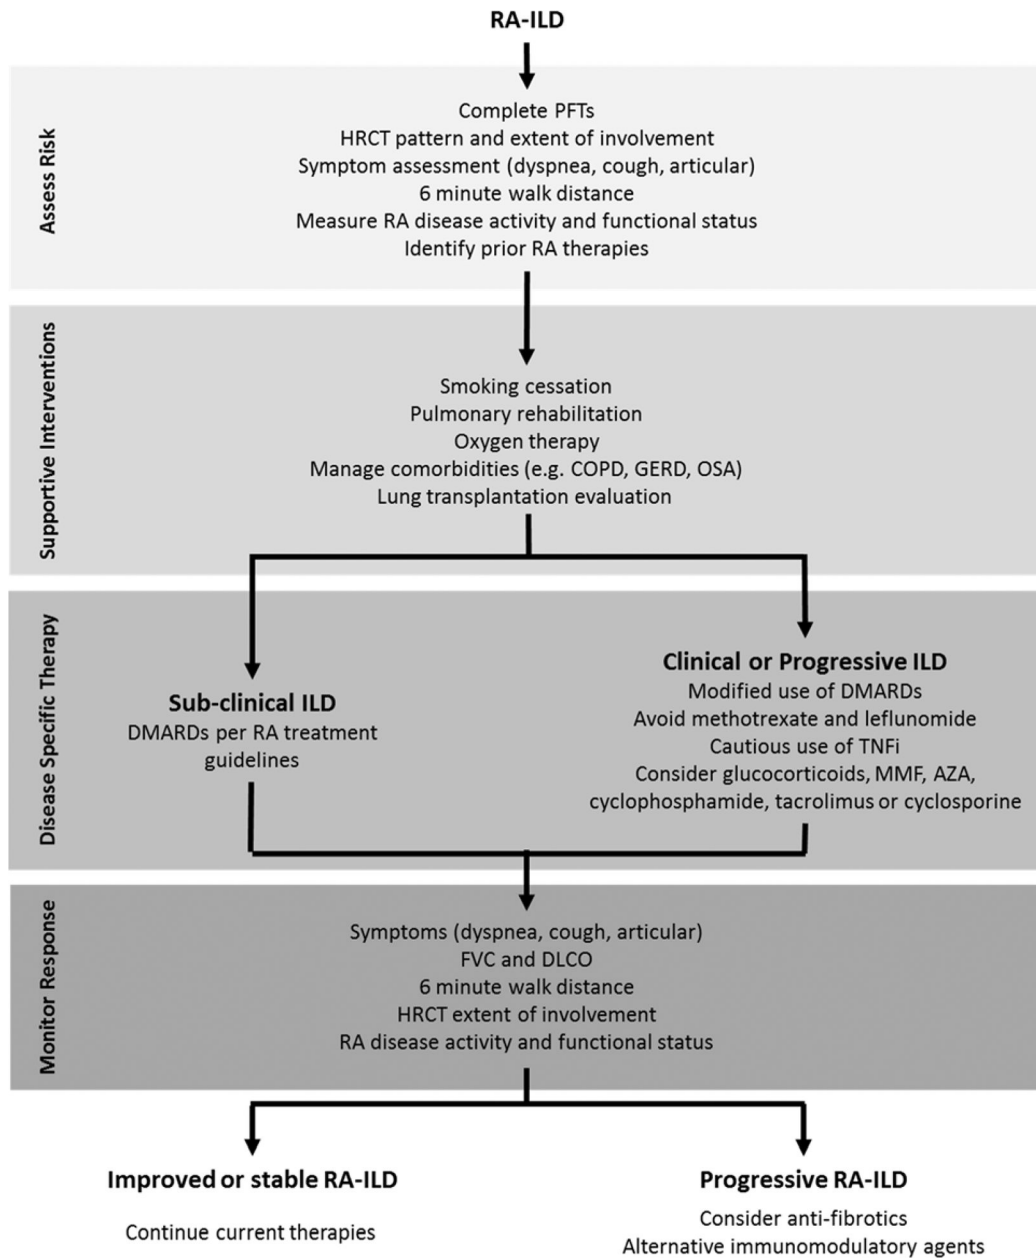 RA-ILD
Assess Risk
Complete PFTs
HRCT pattern and extent of involvement
Symptom assessment (dyspnea, cough, articular)
6 minute walk distance
Measure RA disease activity and functional status
Identify prior RA therapies
Supportive Interventions
Smoking cessation
Pulmonary rehabilitation
Oxygen therapy
Manage comorbidities (e.g. COPD, GERD, OSA)
Lung transplantation evaluation
Disease Specific Therapy
Sub-clinical ILD
DMARDs per RA treatment
guidelines
Clinical or Progressive ILD
Modified use of DMARDs
Avoid methotrexate and leflunomide
Cautious use of TNFi
Consider glucocorticoids, MMF, AZA,
cyclophosphamide, tacrolimus or cyclosporine
Monitor Response
Symptoms (dyspnea, cough, articular)
FVC and DLCO
6 minute walk distance
HRCT extent of involvement
RA disease activity and functional status
Improved or stable RA-ILD
Continue current therapies
Progressive RA-ILD
Consider anti-fibrotics
Alternative immunomodulatory agents